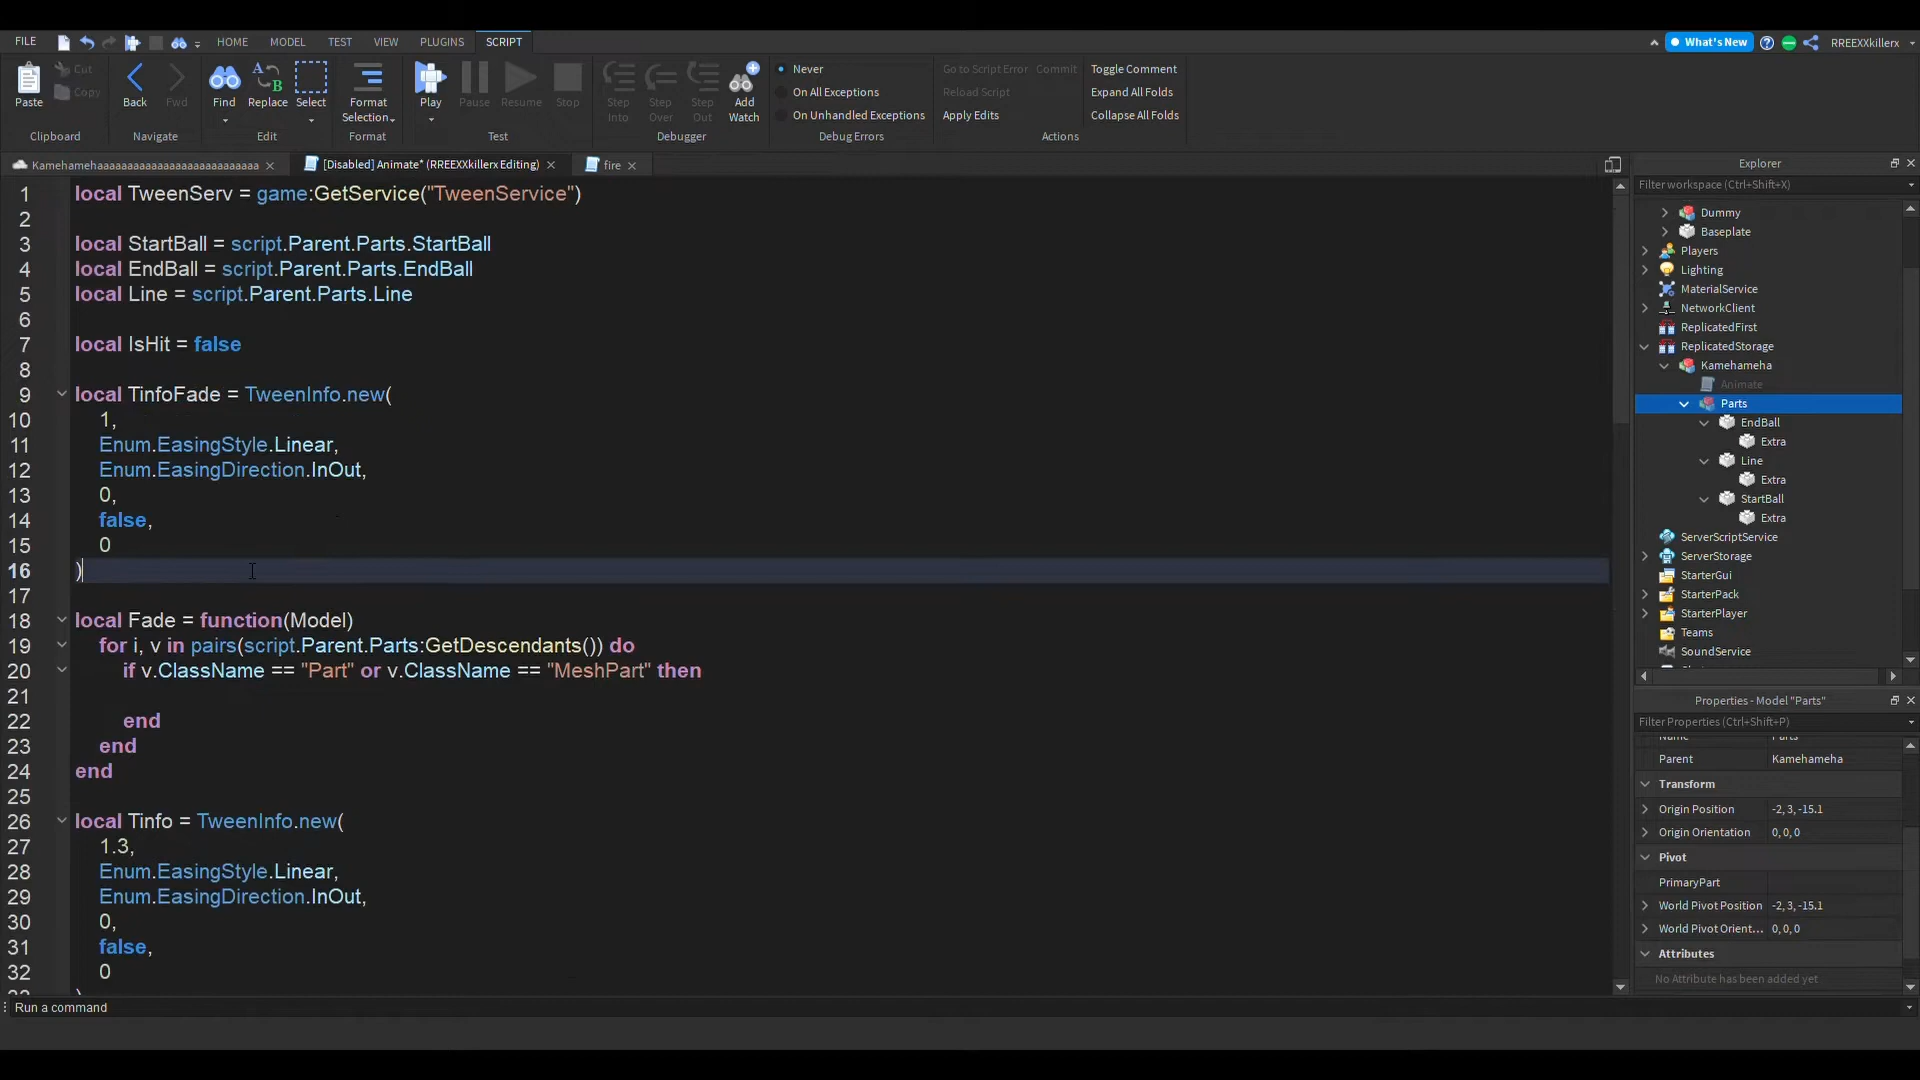 FILE HOME MODEL TEST VIEW PLUGINS SCRIPT What's New RREEXXkillerx
Paste Cut Copy Back Fwd Find Replace Select Format Selection Play Pause Resume Stop Step Into Step Over Step Out Add Watch
Never Go to Script Error Commit Toggle Comment
On All Exceptions Reload Script Expand All Folds
On Unhandled Exceptions Apply Edits Collapse All Folds
Clipboard Navigate Edit Format Test Debugger Debug Errors Actions
[Disabled] Animate* (RREEXXkillerx Editing) fire
1 local TweenServ = game:GetService("TweenService")
2
3 local StartBall = script.Parent.Parts.StartBall
4 local EndBall = script.Parent.Parts.EndBall
5 local Line = script.Parent.Parts.Line
6
7 local IsHit = false
8
9 local TinfoFade = TweenInfo.new(
10 1,
11 Enum.EasingStyle.Linear,
12 Enum.EasingDirection.InOut,
13 0,
14 false,
15 0
16 )
17
18 local Fade = function(Model)
19 for i, v in pairs(script.Parent.Parts:GetDescendants()) do
20 if v.ClassName == "Part" or v.ClassName == "MeshPart" then
21
22 end
23 end
24 end
25
26 local Tinfo = TweenInfo.new(
27 1.3,
28 Enum.EasingStyle.Linear,
29 Enum.EasingDirection.InOut,
30 0,
31 false,
32 0
Run a command
Explorer
Filter workspace (Ctrl+Shift+X)
Dummy
Baseplate
Players
Lighting
MaterialService
NetworkClient
ReplicatedFirst
ReplicatedStorage
Kamehameha
Animate
Parts
EndBall
Extra
Line
Extra
StartBall
Extra
ServerScriptService
ServerStorage
StarterGui
StarterPack
StarterPlayer
Teams
SoundService
Properties - Model "Parts"
Filter Properties (Ctrl+Shift+P)
Name Parts
Parent Kamehameha
Transform
Origin Position -2, 3, -15.1
Origin Orientation 0, 0, 0
Pivot
PrimaryPart
World Pivot Position -2, 3, -15.1
World Pivot Orient... 0, 0, 0
Attributes
No Attribute has been added yet